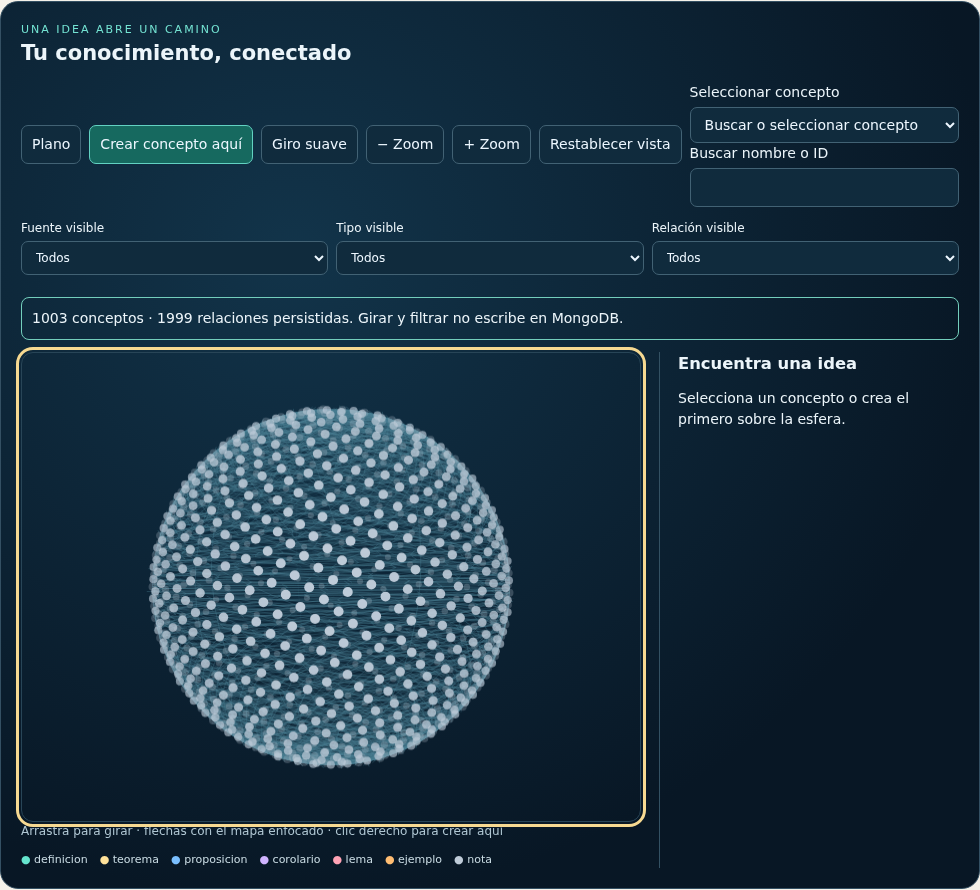 UNA IDEA ABRE UN CAMINO
Tu conocimiento, conectado
Plano
Crear concepto aquí
Giro suave
− Zoom
+ Zoom
Restablecer vista
Seleccionar concepto
Buscar o seleccionar concepto
Buscar nombre o ID
Fuente visible
Todos
Tipo visible
Todos
Relación visible
Todos
1003 conceptos · 1999 relaciones persistidas. Girar y filtrar no escribe en MongoDB.
Encuentra una idea
Selecciona un concepto o crea el
primero sobre la esfera.
Arrastra para girar · flechas con el mapa enfocado · clic derecho para crear aquí
definicion teorema proposicion corolario lema ejemplo nota